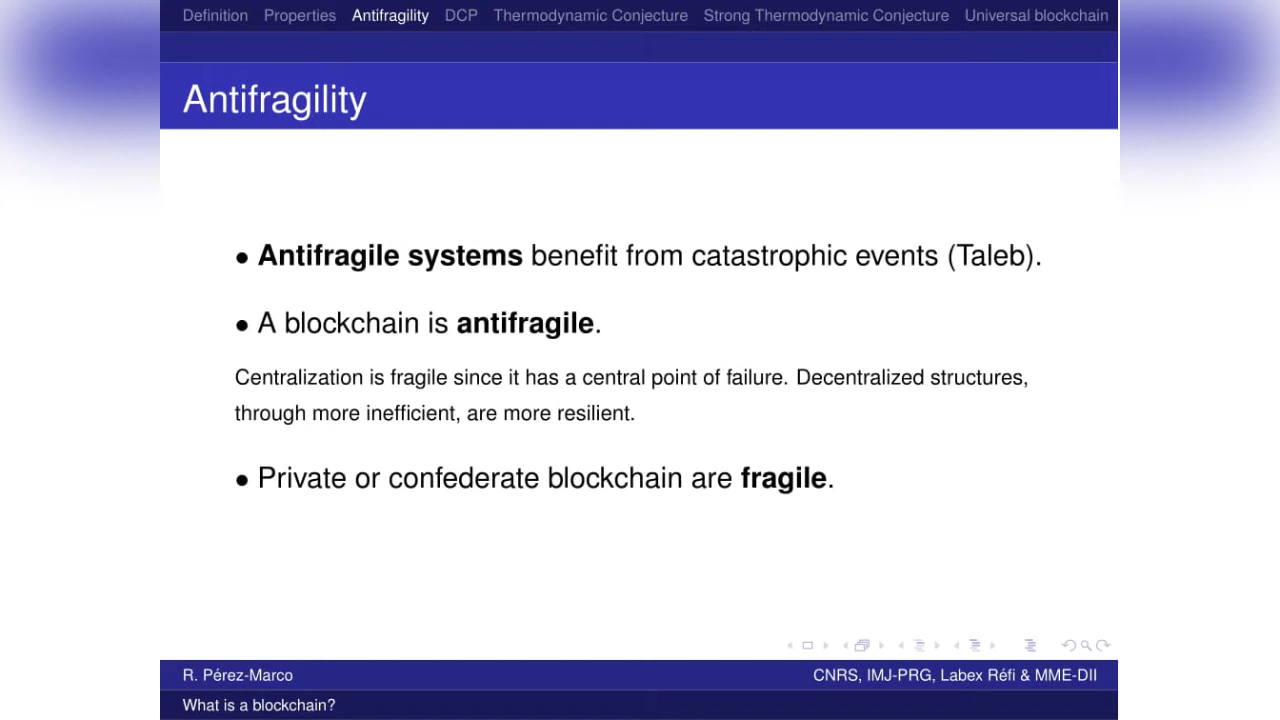 Definition Properties Antifragility DCP Thermodynamic Conjecture Strong Thermodynamic Conjecture Universal blockchain
Antifragility
• Antifragile systems benefit from catastrophic events (Taleb).
• A blockchain is antifragile.
Centralization is fragile since it has a central point of failure. Decentralized structures,
through more inefficient, are more resilient.
• Private or confederate blockchain are fragile.
R. Pérez-Marco CNRS, IMJ-PRG, Labex Réfi & MME-DII
What is a blockchain?